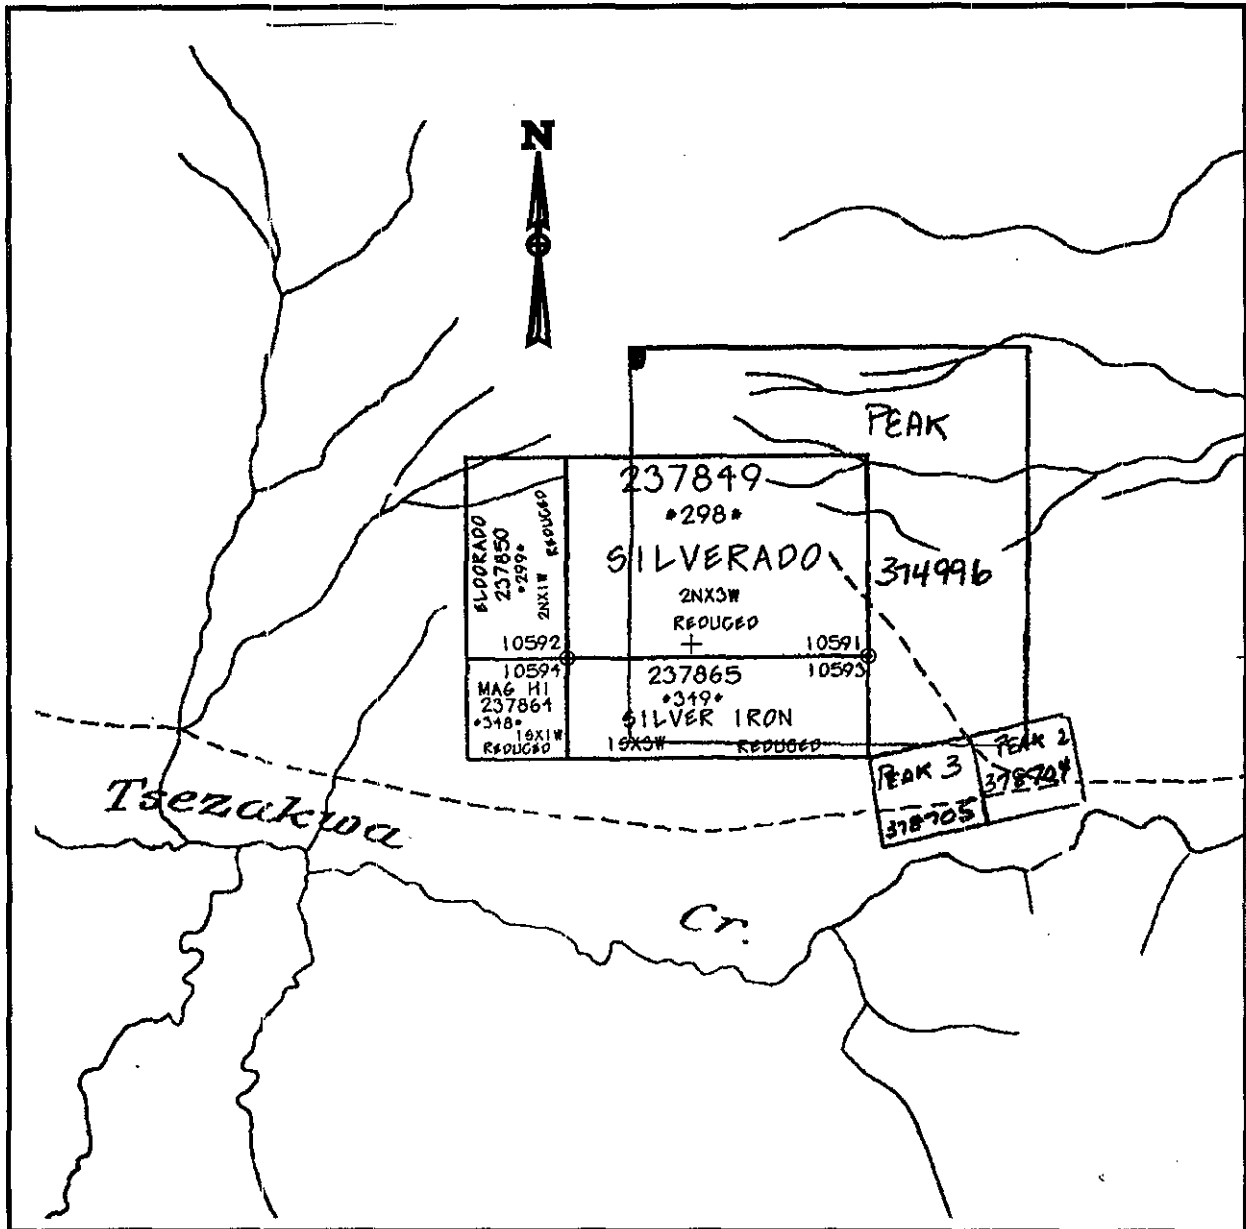 N
PEAK
237849
*298*
SILVERADO
2NX3W
REDUCED
374996
ELDORADO
237850
*299*
2NX1W REDUCED
10592
10591
10594
MAG HI
237864
*348*
1SX1W
REDUCED
237865
10593
*349*
SILVER IRON
1SX3W REDUCED
PEAK 3
378705
PEAK 2
378704
Tsezakwa
Cr.